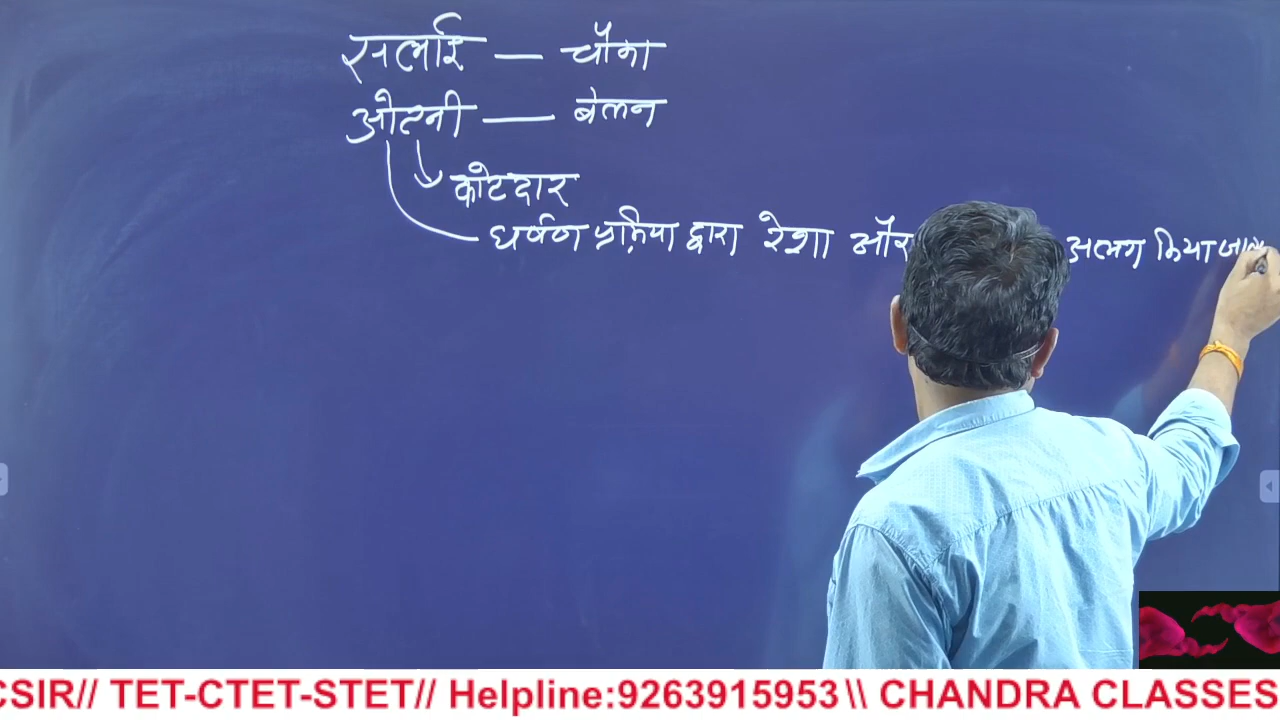 सलाई — चौका
ओटनी — बेलन
काँटेदार
घर्षण प्रक्रिया द्वारा रेशा और अलग किया
CSIR// TET-CTET-STET// Helpline:9263915953 \\ CHANDRA CLASSES